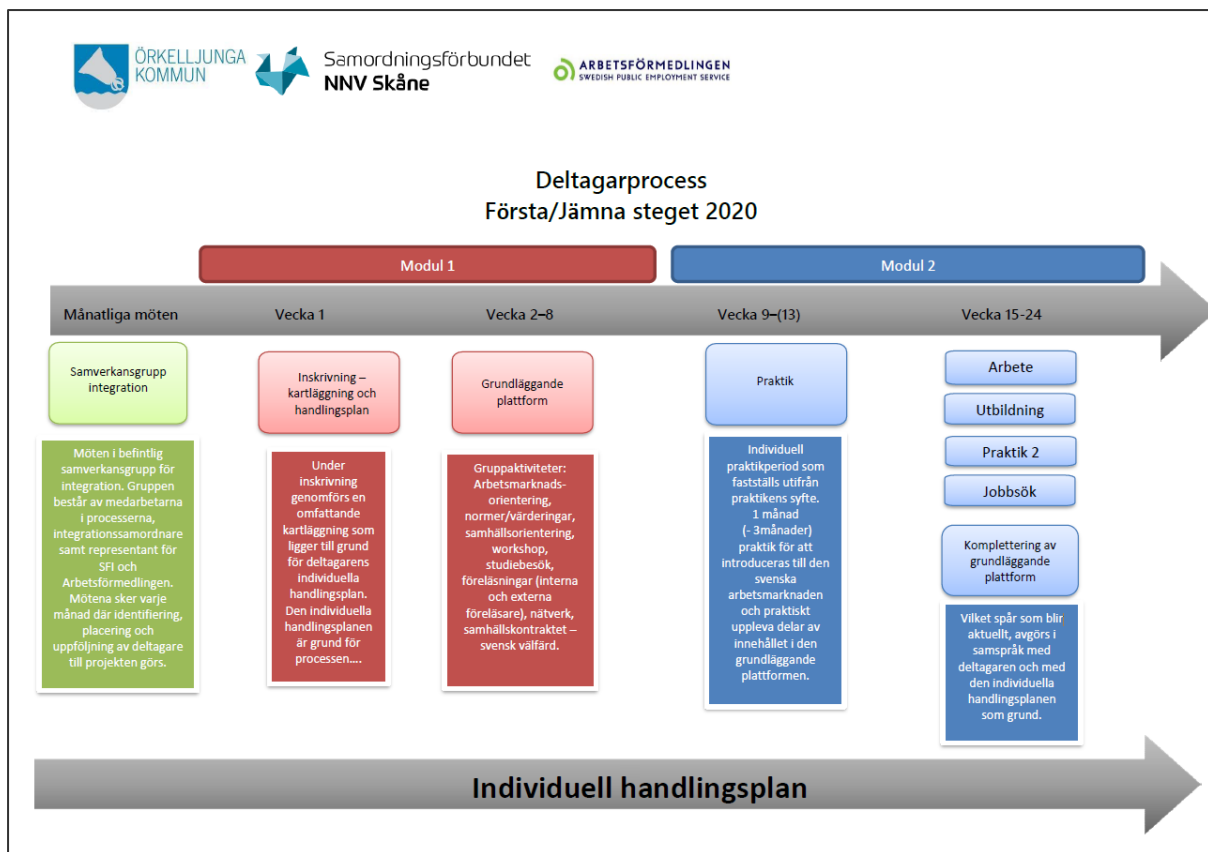 ÖRKELLJUNGA
KOMMUN
Samordningsförbundet
NNV Skåne
ARBETSFÖRMEDLINGEN
SWEDISH PUBLIC EMPLOYMENT SERVICE
Deltagarprocess
Första/Jämna steget 2020
Modul 1
Modul 2
Månatliga möten
Vecka 1
Vecka 2–8
Vecka 9–(13)
Vecka 15-24
Samverkansgrupp
integration
Möten i befintlig
samverkansgrupp för
integration. Gruppen
består av medarbetarna
i processerna,
integrationssamordnare
samt representant för
SFI och
Arbetsförmedlingen.
Mötena sker varje
månad där identifiering,
placering och
uppföljning av deltagare
till projekten görs.
Inskrivning –
kartläggning och
handlingsplan
Under
inskrivning
genomförs en
omfattande
kartläggning som
ligger till grund
för deltagarens
individuella
handlingsplan.
Den individuella
handlingsplanen
är grund för
processen….
Grundläggande
plattform
Gruppaktiviteter:
Arbetsmarknads-
orientering,
normer/värderingar,
samhällsorientering,
workshop,
studiebesök,
föreläsningar (interna
och externa
föreläsare), nätverk,
samhällskontraktet –
svensk välfärd.
Praktik
Individuell
praktikperiod som
fastställs utifrån
praktikens syfte.
1 månad
(- 3månader)
praktik för att
introduceras till den
svenska
arbetsmarknaden
och praktiskt
uppleva delar av
innehållet i den
grundläggande
plattformen.
Arbete
Utbildning
Praktik 2
Jobbsök
Komplettering av
grundläggande
plattform
Vilket spår som blir
aktuellt, avgörs i
samspråk med
deltagaren och med
den individuella
handlingsplanen
som grund.
Individuell handlingsplan